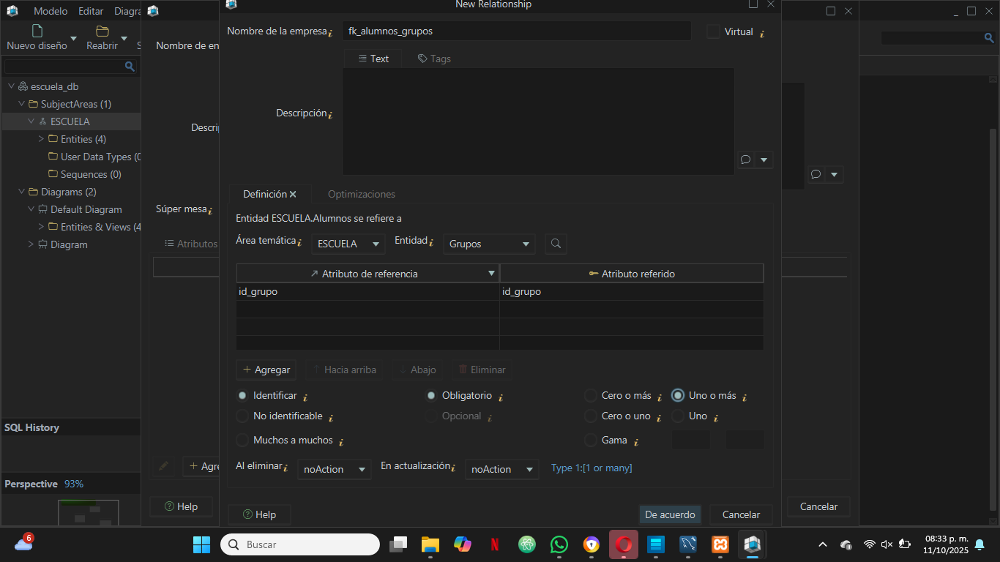 New Relationship
Modelo Editar Diagra
Nuevo diseño Reabrir S
escuela_db
SubjectAreas (1)
ESCUELA
Entities (4)
User Data Types (0
Sequences (0)
Diagrams (2)
Default Diagram
Entities & Views (4
Diagram
SQL History
Perspective 93%
Nombre de en
Descrip
Súper mesa
Atributos
+ Agre
Help
Nombre de la empresa fk_alumnos_grupos Virtual
Text Tags
Descripción
Definición Optimizaciones
Entidad ESCUELA.Alumnos se refiere a
Área temática ESCUELA Entidad Grupos
Atributo de referencia Atributo referido
id_grupo id_grupo
+ Agregar Hacia arriba Abajo Eliminar
Identificar Obligatorio Cero o más Uno o más
No identificable Opcional Cero o uno Uno
Muchos a muchos Gama
Al eliminar noAction En actualización noAction Type 1:[1 or many]
Help De acuerdo Cancelar
Cancelar
6 Buscar 08:33 p. m.
11/10/2025